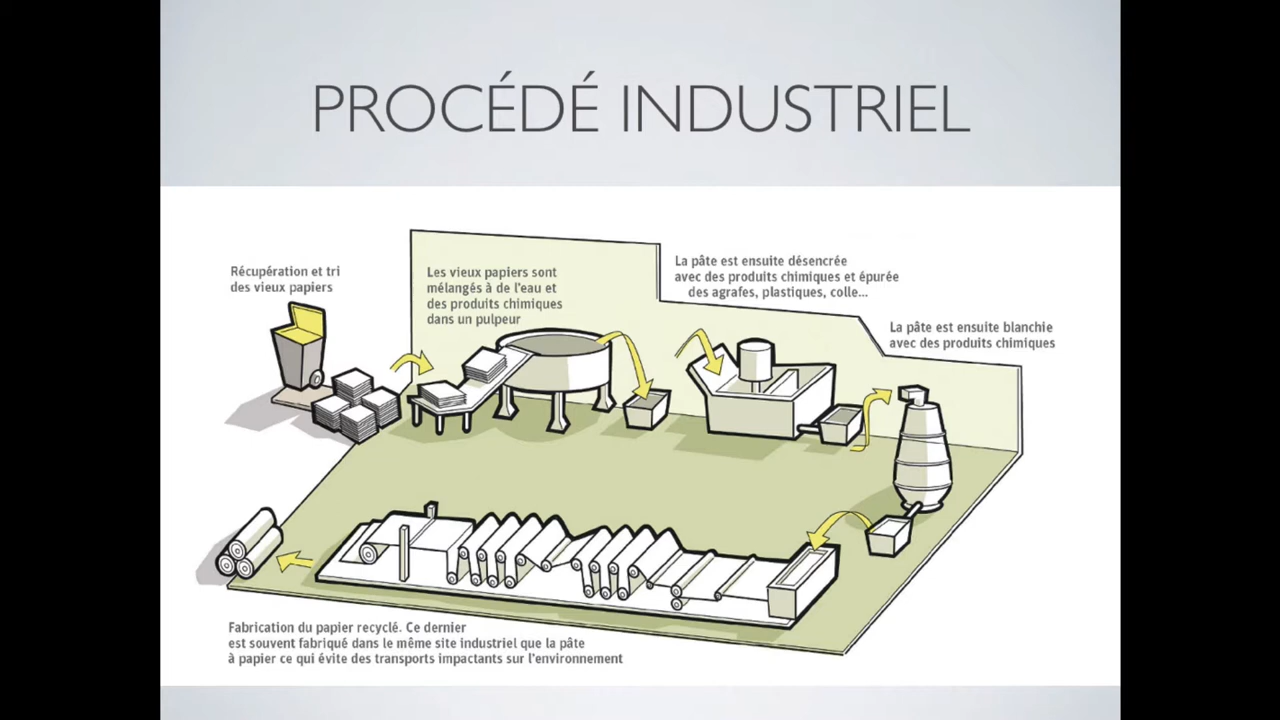 PROCÉDÉ INDUSTRIEL
Récupération et tri
des vieux papiers
Les vieux papiers sont
mélangés à de l'eau et
des produits chimiques
dans un pulpeur
La pâte est ensuite désencrée
avec des produits chimiques et épurée
des agrafes, plastiques, colle...
La pâte est ensuite blanchie
avec des produits chimiques
Fabrication du papier recyclé. Ce dernier
est souvent fabriqué dans le même site industriel que la pâte
à papier ce qui évite des transports impactants sur l'environnement